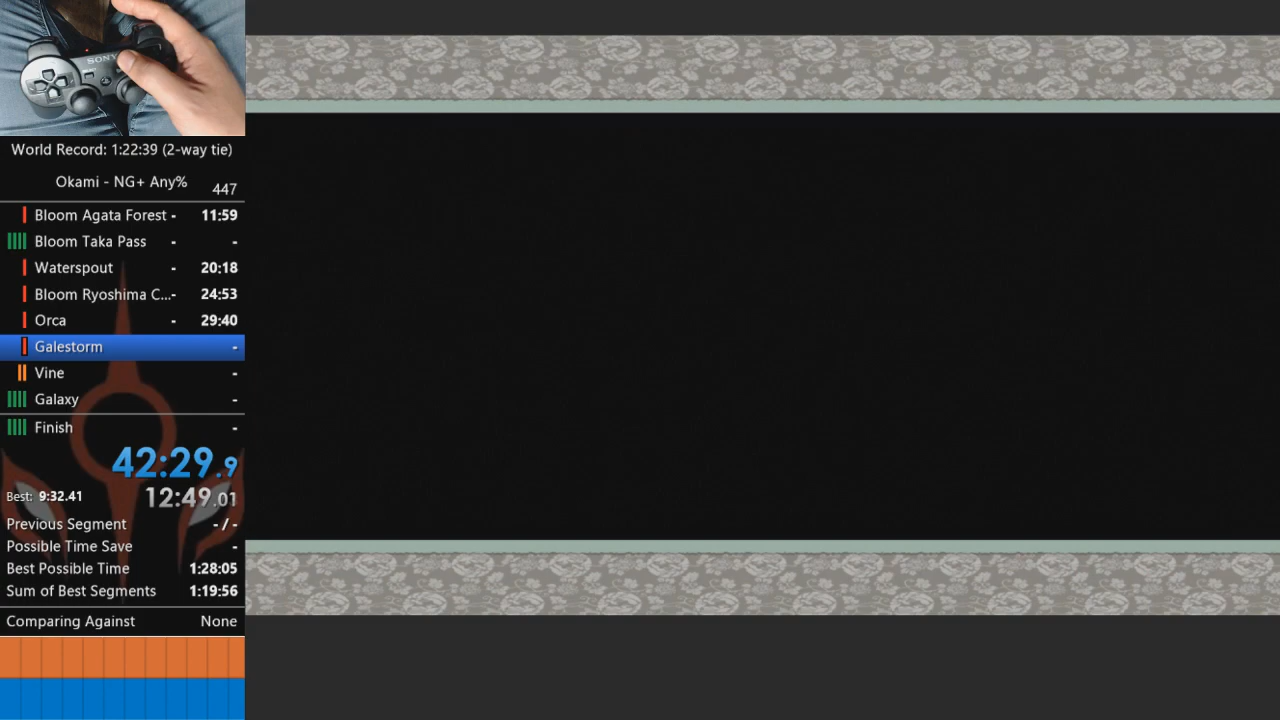 SONY
World Record: 1:22:39 (2-way tie)
Okami - NG+ Any%
447
Bloom Agata Forest - 11:59
Bloom Taka Pass - -
Waterspout - 20:18
Bloom Ryoshima C...- 24:53
Orca - 29:40
Galestorm -
Vine -
Galaxy -
Finish -
42:29.9
Best: 9:32.41 12:49.01
Previous Segment - / -
Possible Time Save -
Best Possible Time 1:28:05
Sum of Best Segments 1:19:56
Comparing Against None